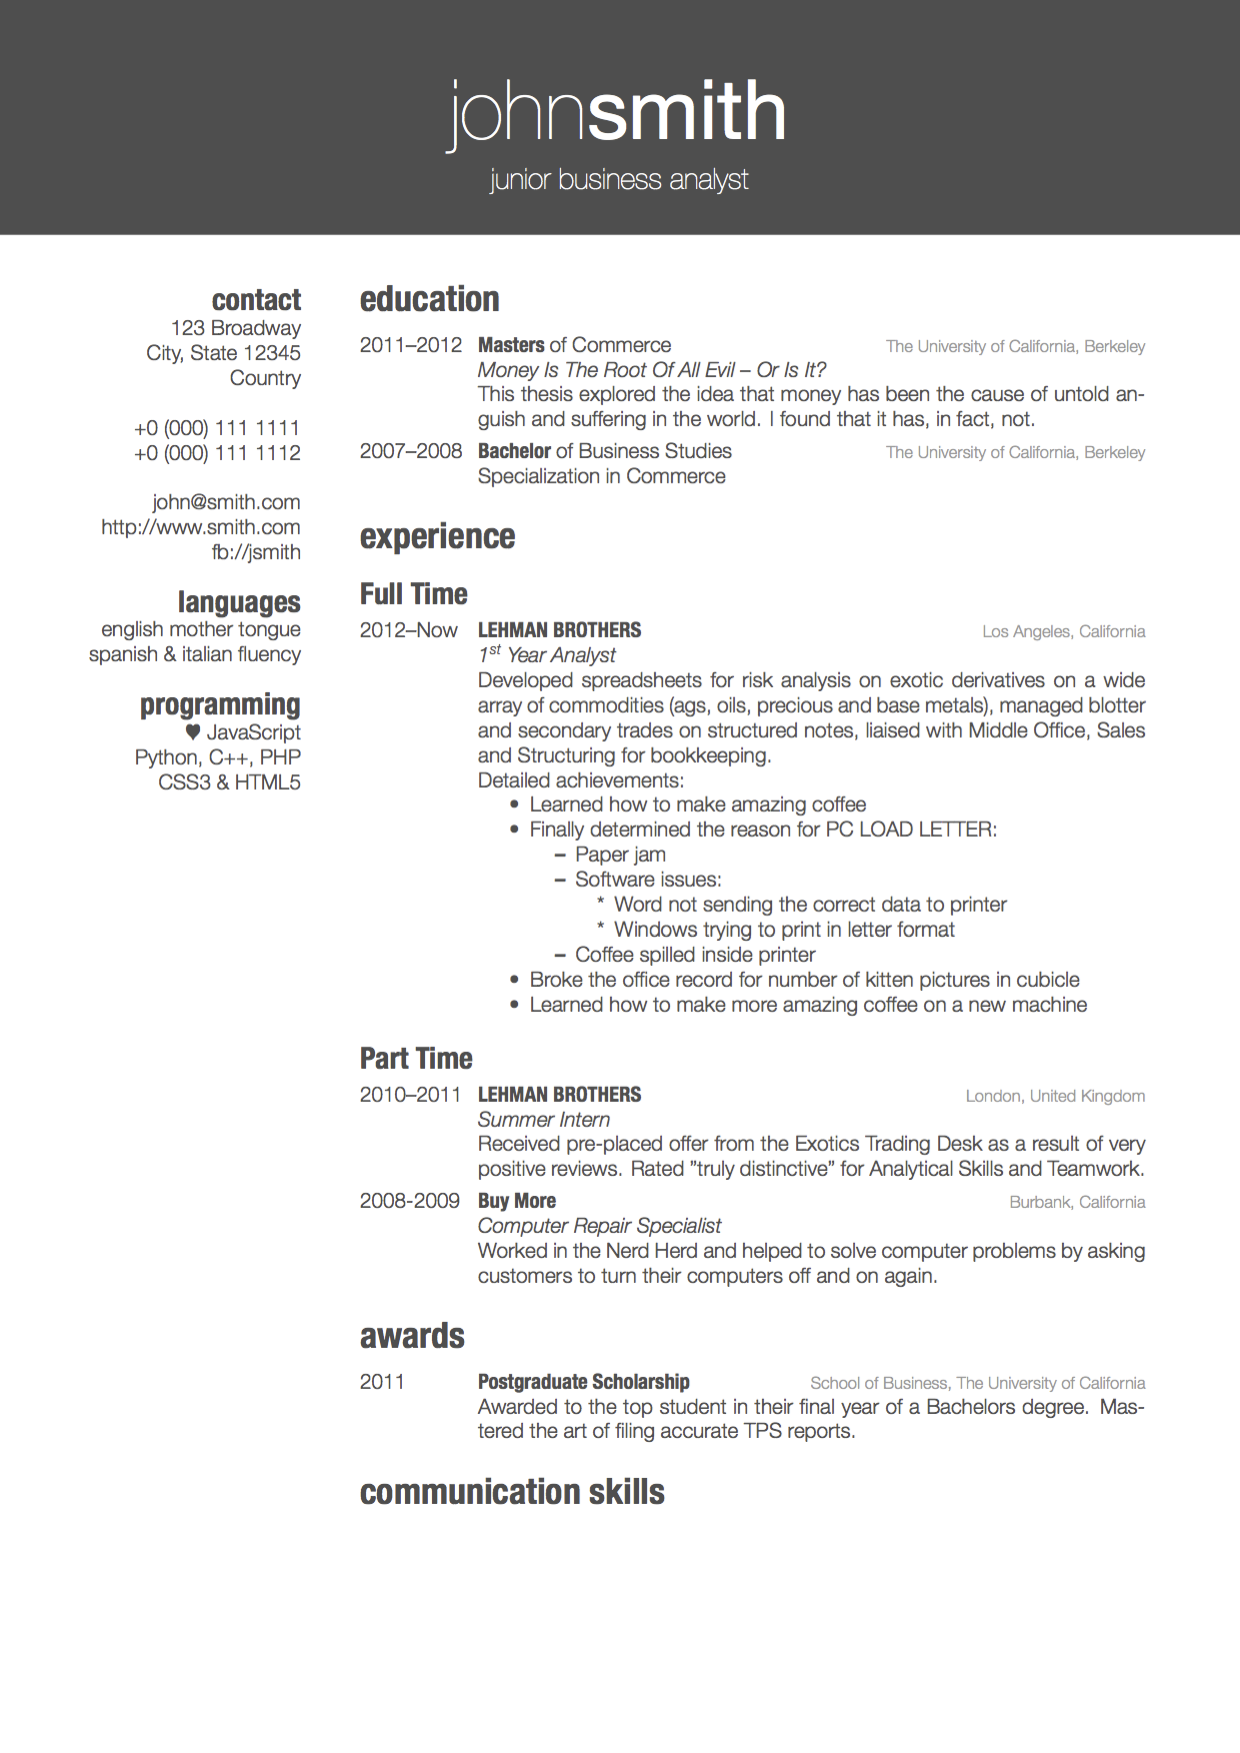 johnsmith
junior business analyst
contact
123 Broadway
City, State 12345
Country
+0 (000) 111 1111
+0 (000) 111 1112
john@smith.com
http://www.smith.com
fb://jsmith
languages
english mother tongue
spanish & italian fluency
programming
♥ JavaScript
Python, C++, PHP
CSS3 & HTML5
education
2011–2012 Masters of Commerce The University of California, Berkeley
Money Is The Root Of All Evil – Or Is It?
This thesis explored the idea that money has been the cause of untold an-
guish and suffering in the world. I found that it has, in fact, not.
2007–2008 Bachelor of Business Studies The University of California, Berkeley
Specialization in Commerce
experience
Full Time
2012–Now LEHMAN BROTHERS Los Angeles, California
1st Year Analyst
Developed spreadsheets for risk analysis on exotic derivatives on a wide
array of commodities (ags, oils, precious and base metals), managed blotter
and secondary trades on structured notes, liaised with Middle Office, Sales
and Structuring for bookkeeping.
Detailed achievements:
• Learned how to make amazing coffee
• Finally determined the reason for PC LOAD LETTER:
– Paper jam
– Software issues:
* Word not sending the correct data to printer
* Windows trying to print in letter format
– Coffee spilled inside printer
• Broke the office record for number of kitten pictures in cubicle
• Learned how to make more amazing coffee on a new machine
Part Time
2010–2011 LEHMAN BROTHERS London, United Kingdom
Summer Intern
Received pre-placed offer from the Exotics Trading Desk as a result of very
positive reviews. Rated ”truly distinctive” for Analytical Skills and Teamwork.
2008-2009 Buy More Burbank, California
Computer Repair Specialist
Worked in the Nerd Herd and helped to solve computer problems by asking
customers to turn their computers off and on again.
awards
2011 Postgraduate Scholarship School of Business, The University of California
Awarded to the top student in their final year of a Bachelors degree. Mas-
tered the art of filing accurate TPS reports.
communication skills